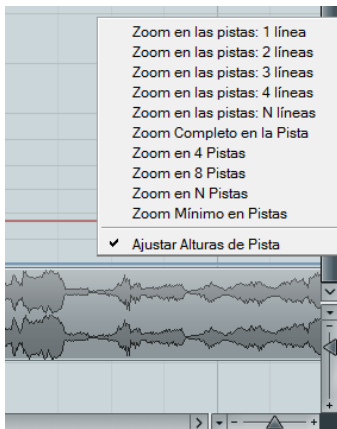 Zoom en las pistas: 1 línea
Zoom en las pistas: 2 líneas
Zoom en las pistas: 3 líneas
Zoom en las pistas: 4 líneas
Zoom en las pistas: N líneas
Zoom Completo en la Pista
Zoom en 4 Pistas
Zoom en 8 Pistas
Zoom en N Pistas
Zoom Mínimo en Pistas
Ajustar Alturas de Pista